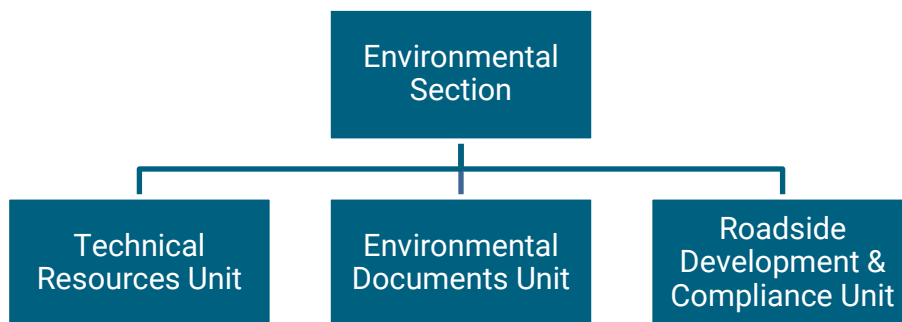 Environmental
Section
Technical
Resources Unit
Environmental
Documents Unit
Roadside
Development &
Compliance Unit